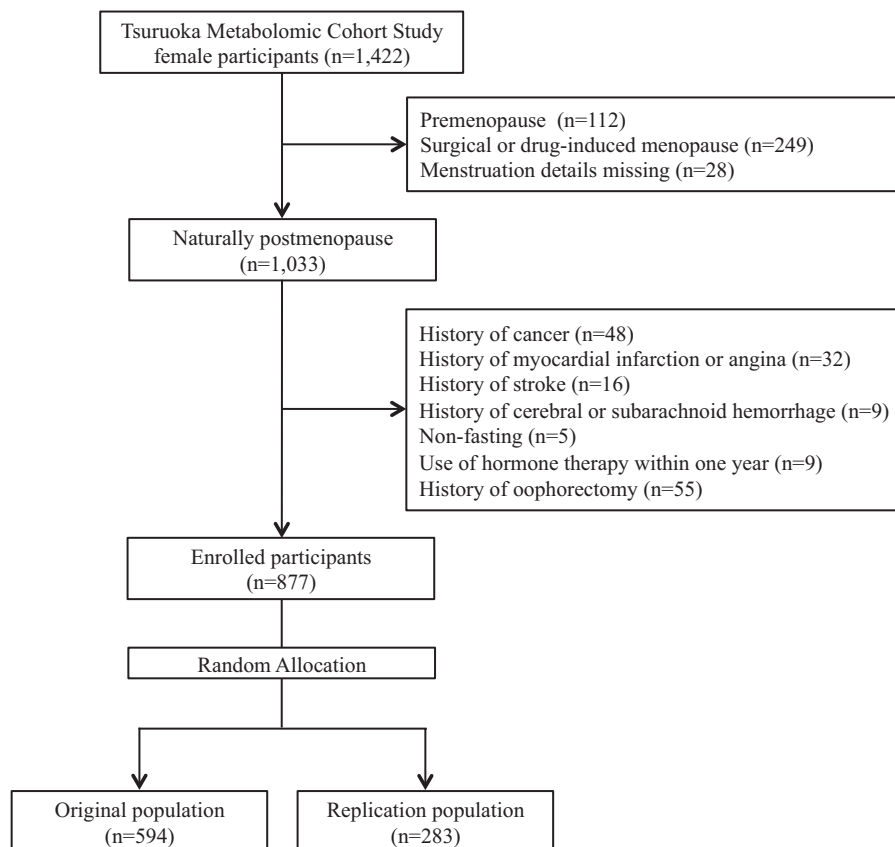 Tsuruoka Metabolomic Cohort Study
female participants (n=1,422)
Premenopause (n=112)
Surgical or drug-induced menopause (n=249)
Menstruation details missing (n=28)
Naturally postmenopause
(n=1,033)
History of cancer (n=48)
History of myocardial infarction or angina (n=32)
History of stroke (n=16)
History of cerebral or subarachnoid hemorrhage (n=9)
Non-fasting (n=5)
Use of hormone therapy within one year (n=9)
History of oophorectomy (n=55)
Enrolled participants
(n=877)
Random Allocation
Original population
(n=594)
Replication population
(n=283)